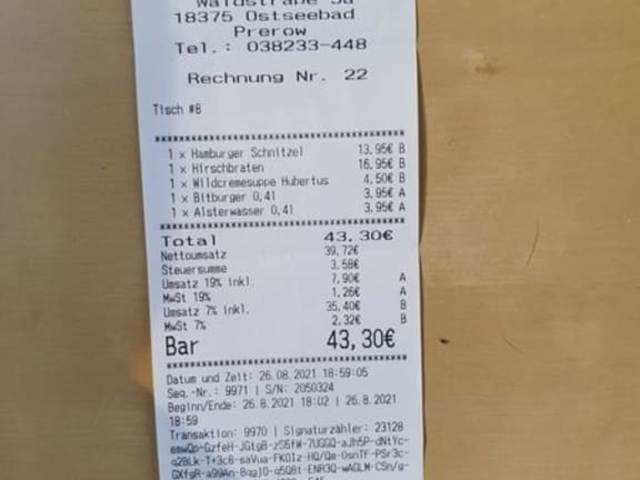 18375 Ostseebad
Prerow
Tel.: 038233-448
Rechnung Nr. 22
Tisch #8
1 x Hamburger Schnitzel 13,95€ B
1 x Hirschbraten 16,95€ B
1 x Wildcremesuppe Hubertus 4,50€ B
1 x Bitburger 0,4l 3,95€ A
1 x Alsterwasser 0,4l 3,95€ A
Total 43,30€
Nettoumsatz 39,72€
Steuersumme 3,58€
Umsatz 19% inkl. 7,90€ A
MwSt 19% 1,26€ A
Umsatz 7% inkl. 35,40€ B
MwSt 7% 2,32€ B
Bar 43,30€
Datum und Zeit: 26.08.2021 18:59:05
Seq.-Nr.: 9971 | S/N: 2050324
Beginn/Ende: 26.8.2021 18:02 | 26.8.2021
18:59
Transaktion: 9970 | Signaturzähler: 23128